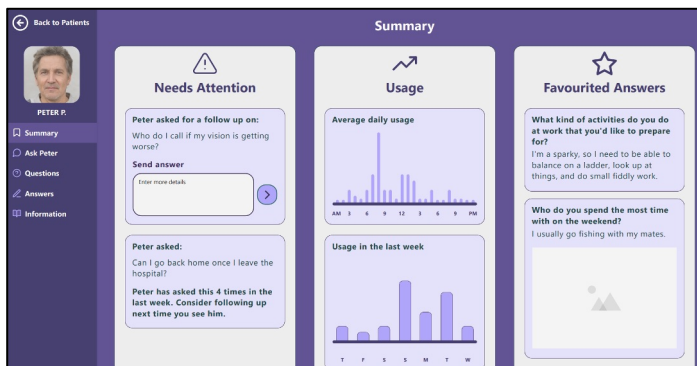 Back to Patients
PETER P.
Summary
Ask Peter
Questions
Answers
Information
Summary
Needs Attention
Peter asked for a follow up on:
Who do I call if my vision is getting
worse?
Send answer
Enter more details
Peter asked:
Can I go back home once I leave the
hospital?
Peter has asked this 4 times in the
last week. Consider following up
next time you see him.
Usage
Average daily usage
AM 3 6 9 12 3 6 9 PM
Usage in the last week
T F S S M T W
Favourited Answers
What kind of activities do you do
at work that you'd like to prepare
for?
I'm a sparky, so I need to be able to
balance on a ladder, look up at
things, and do small fiddly work.
Who do you spend the most time
with on the weekend?
I usually go fishing with my mates.